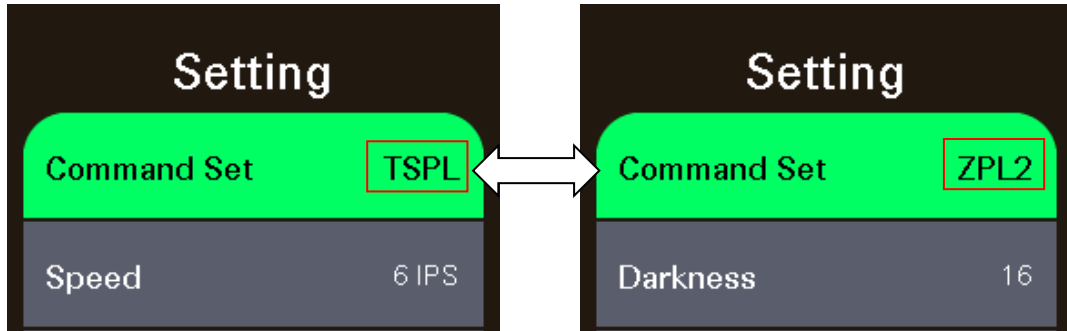 Setting
Command Set TSPL
Speed 6 IPS
Setting
Command Set ZPL2
Darkness 16